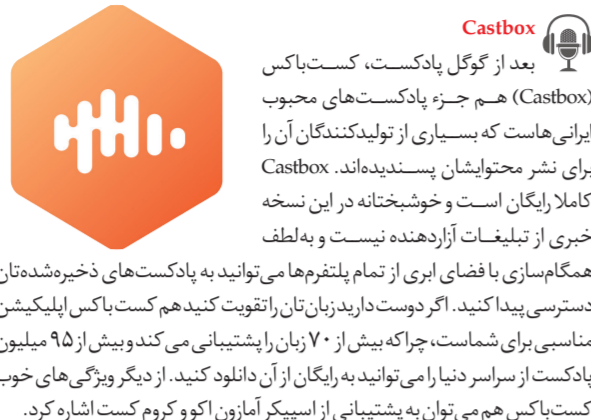 Castbox
بعد از گوگل پادکست، کست‌باکس
(Castbox) هم جزء پادکست‌های محبوب
ایرانی‌هاست که بسیاری از تولیدکنندگان آن را
برای نشر محتوایشان پسندیده‌اند. Castbox
کاملا رایگان است و خوشبختانه در این نسخه
خبری از تبلیغات آزاردهنده نیست و به‌لطف
همگام‌سازی با فضای ابری از تمام پلتفرم‌ها می‌توانید به پادکست‌های ذخیره‌شده‌تان
دسترسی پیدا کنید. اگر دوست دارید زبان‌تان را تقویت کنید هم کست‌باکس اپلیکیشن
مناسبی برای شماست، چراکه بیش از ۷۰ زبان را پشتیبانی می‌کند و بیش از ۹۵ میلیون
پادکست از سراسر دنیا را می‌توانید به رایگان از آن دانلود کنید. از دیگر ویژگی‌های خوب
کست‌باکس هم می‌توان به پشتیبانی از اسپیکر آمازون اکو و کروم کست اشاره کرد.